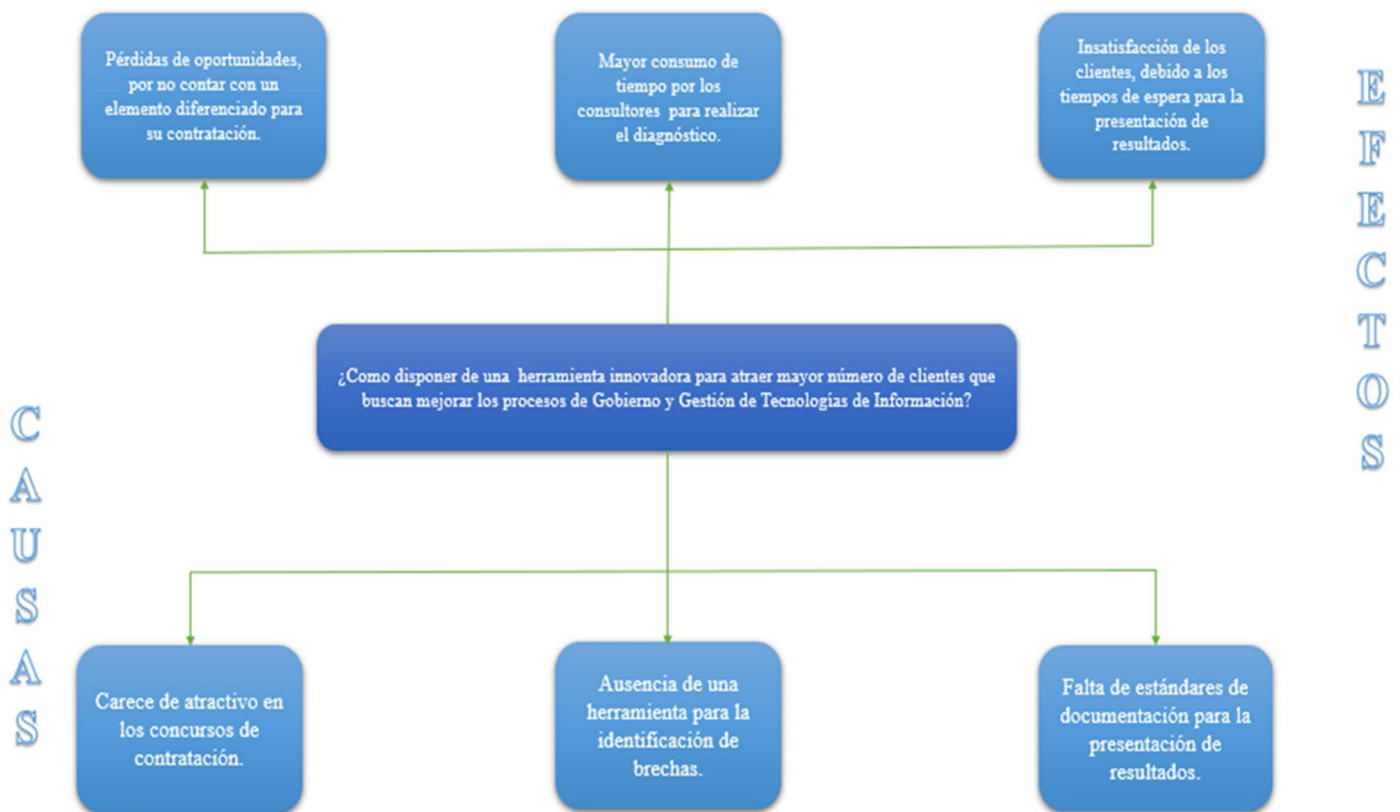 Pérdidas de oportunidades,
por no contar con un
elemento diferenciado para
su contratación.
Mayor consumo de
tiempo por los
consultores para realizar
el diagnóstico.
Insatisfacción de los
clientes, debido a los
tiempos de espera para la
presentación de
resultados.
EFECTOS
¿Como disponer de una herramienta innovadora para atraer mayor número de clientes que
buscan mejorar los procesos de Gobierno y Gestión de Tecnologías de Información?
CAUSAS
Carece de atractivo en
los concursos de
contratación.
Ausencia de una
herramienta para la
identificación de
brechas.
Falta de estándares de
documentación para la
presentación de
resultados.